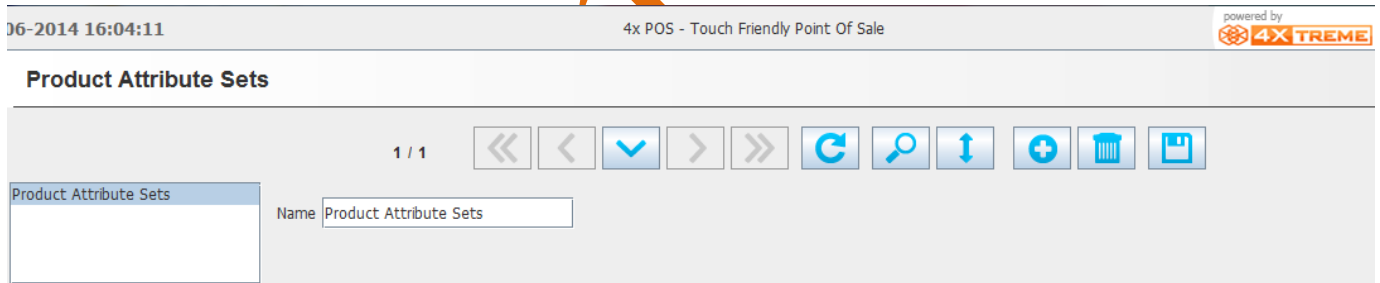 06-2014 16:04:11
4x POS - Touch Friendly Point Of Sale
powered by
4XTREME
Product Attribute Sets
1 / 1
Product Attribute Sets
Name Product Attribute Sets